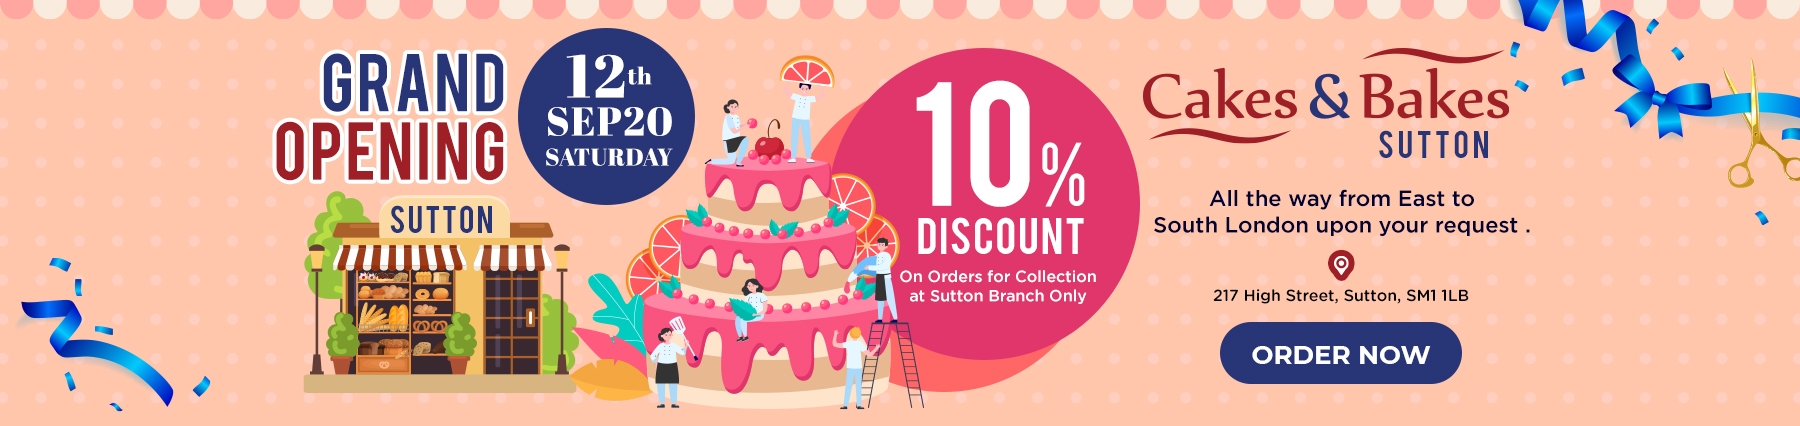 GRAND
OPENING
12th
SEP20
SATURDAY
SUTTON
10%
DISCOUNT
On Orders for Collection
at Sutton Branch Only
Cakes & Bakes
SUTTON
All the way from East to
South London upon your request .
217 High Street, Sutton, SM1 1LB
ORDER NOW